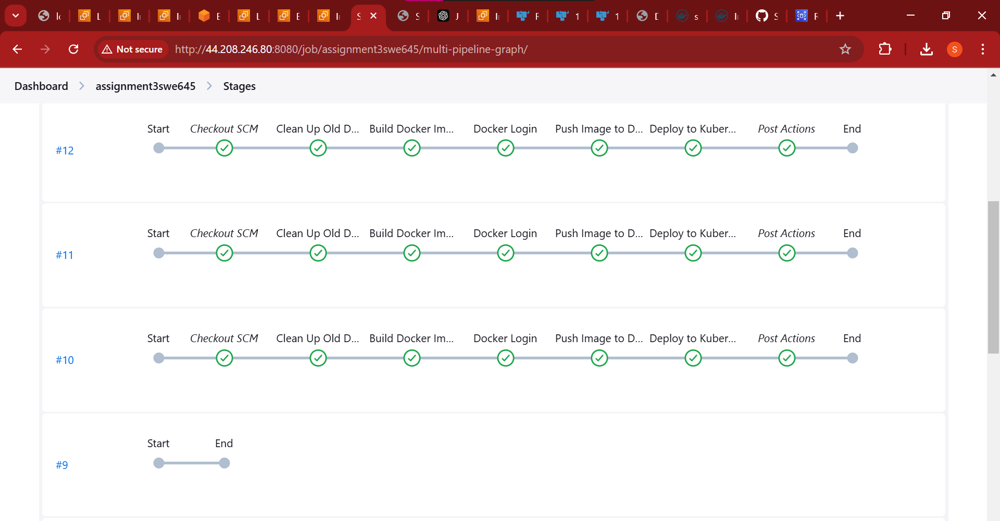 Not secure http://44.208.246.80:8080/job/assignment3swe645/multi-pipeline-graph/ S
Dashboard assignment3swe645 Stages
Start Checkout SCM Clean Up Old D... Build Docker Im... Docker Login Push Image to D... Deploy to Kuber... Post Actions End
#12
Start Checkout SCM Clean Up Old D... Build Docker Im... Docker Login Push Image to D... Deploy to Kuber... Post Actions End
#11
Start Checkout SCM Clean Up Old D... Build Docker Im... Docker Login Push Image to D... Deploy to Kuber... Post Actions End
#10
Start End
#9